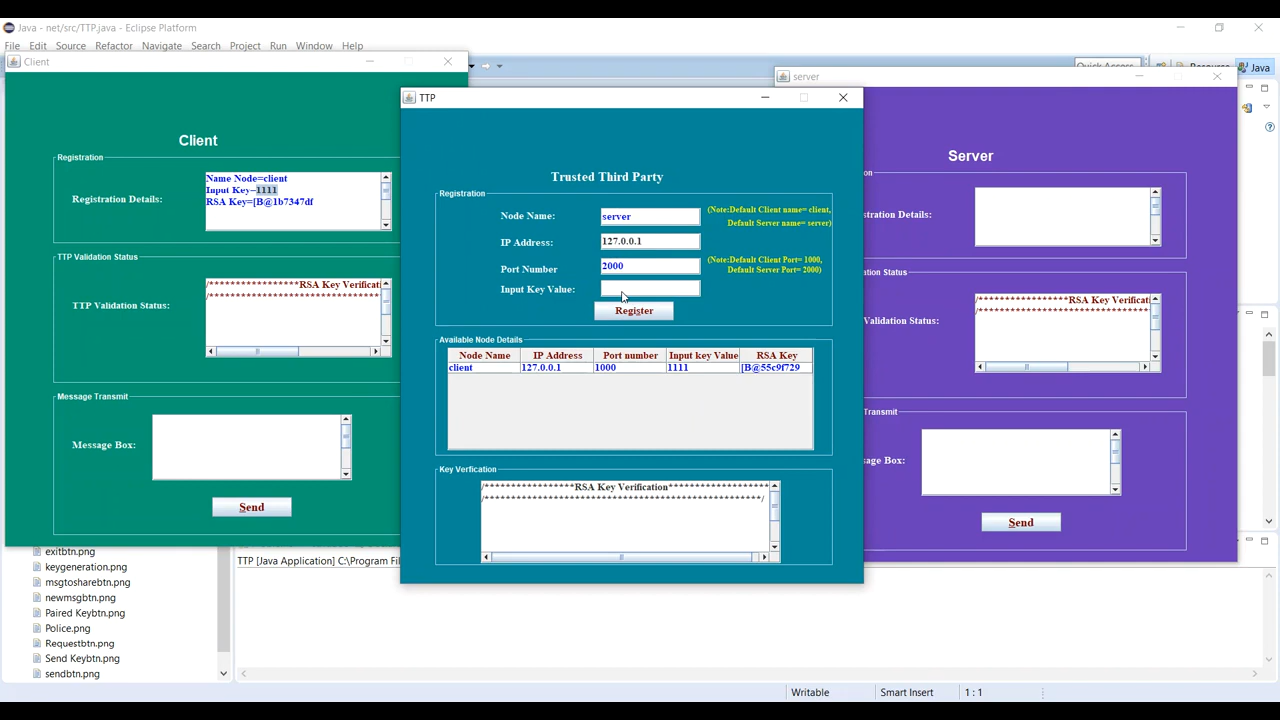 Java - net/src/TTP.java - Eclipse Platform
File Edit Source Refactor Navigate Search Project Run Window Help
Quick Access
Resource
Java
Client
Client
Registration
Registration Details:
Name Node=client
Input Key=1111
RSA Key=[B@1b7347df
TTP Validation Status
TTP Validation Status:
/*****************RSA Key Verificati
Message Transmit
Message Box:
Send
TTP
Trusted Third Party
Registration
Node Name: server
(Note:Default Client name= client,
Default Server name= server)
IP Address: 127.0.0.1
Port Number 2000
(Note:Default Client Port= 1000,
Default Server Port= 2000)
Input Key Value:
Register
Available Node Details
Node Name IP Address Port number Input key Value RSA Key
client 127.0.0.1 1000 1111 [B@55c9f729
Key Verfication
/*****************RSA Key Verification*******************
/*****************************************************/
server
Server
on
stration Details:
ation Status
Validation Status:
/*****************RSA Key Verificati
Transmit
age Box:
Send
exitbtn.png
keygeneration.png
msgtosharebtn.png
newmsgbtn.png
Paired Keybtn.png
Police.png
Requestbtn.png
Send Keybtn.png
sendbtn.png
TTP [Java Application] C:\Program Fil
Writable Smart Insert 1 : 1